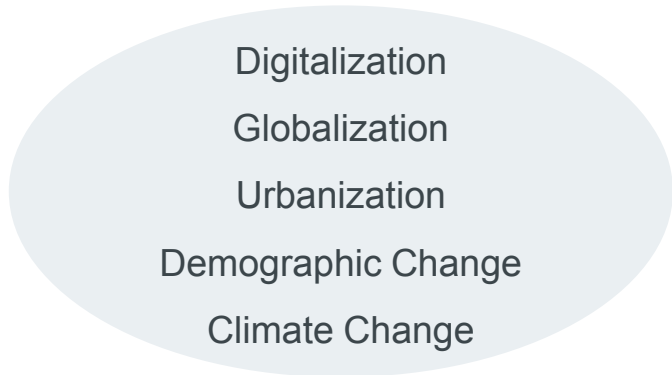 Digitalization
Globalization
Urbanization
Demographic Change
Climate Change